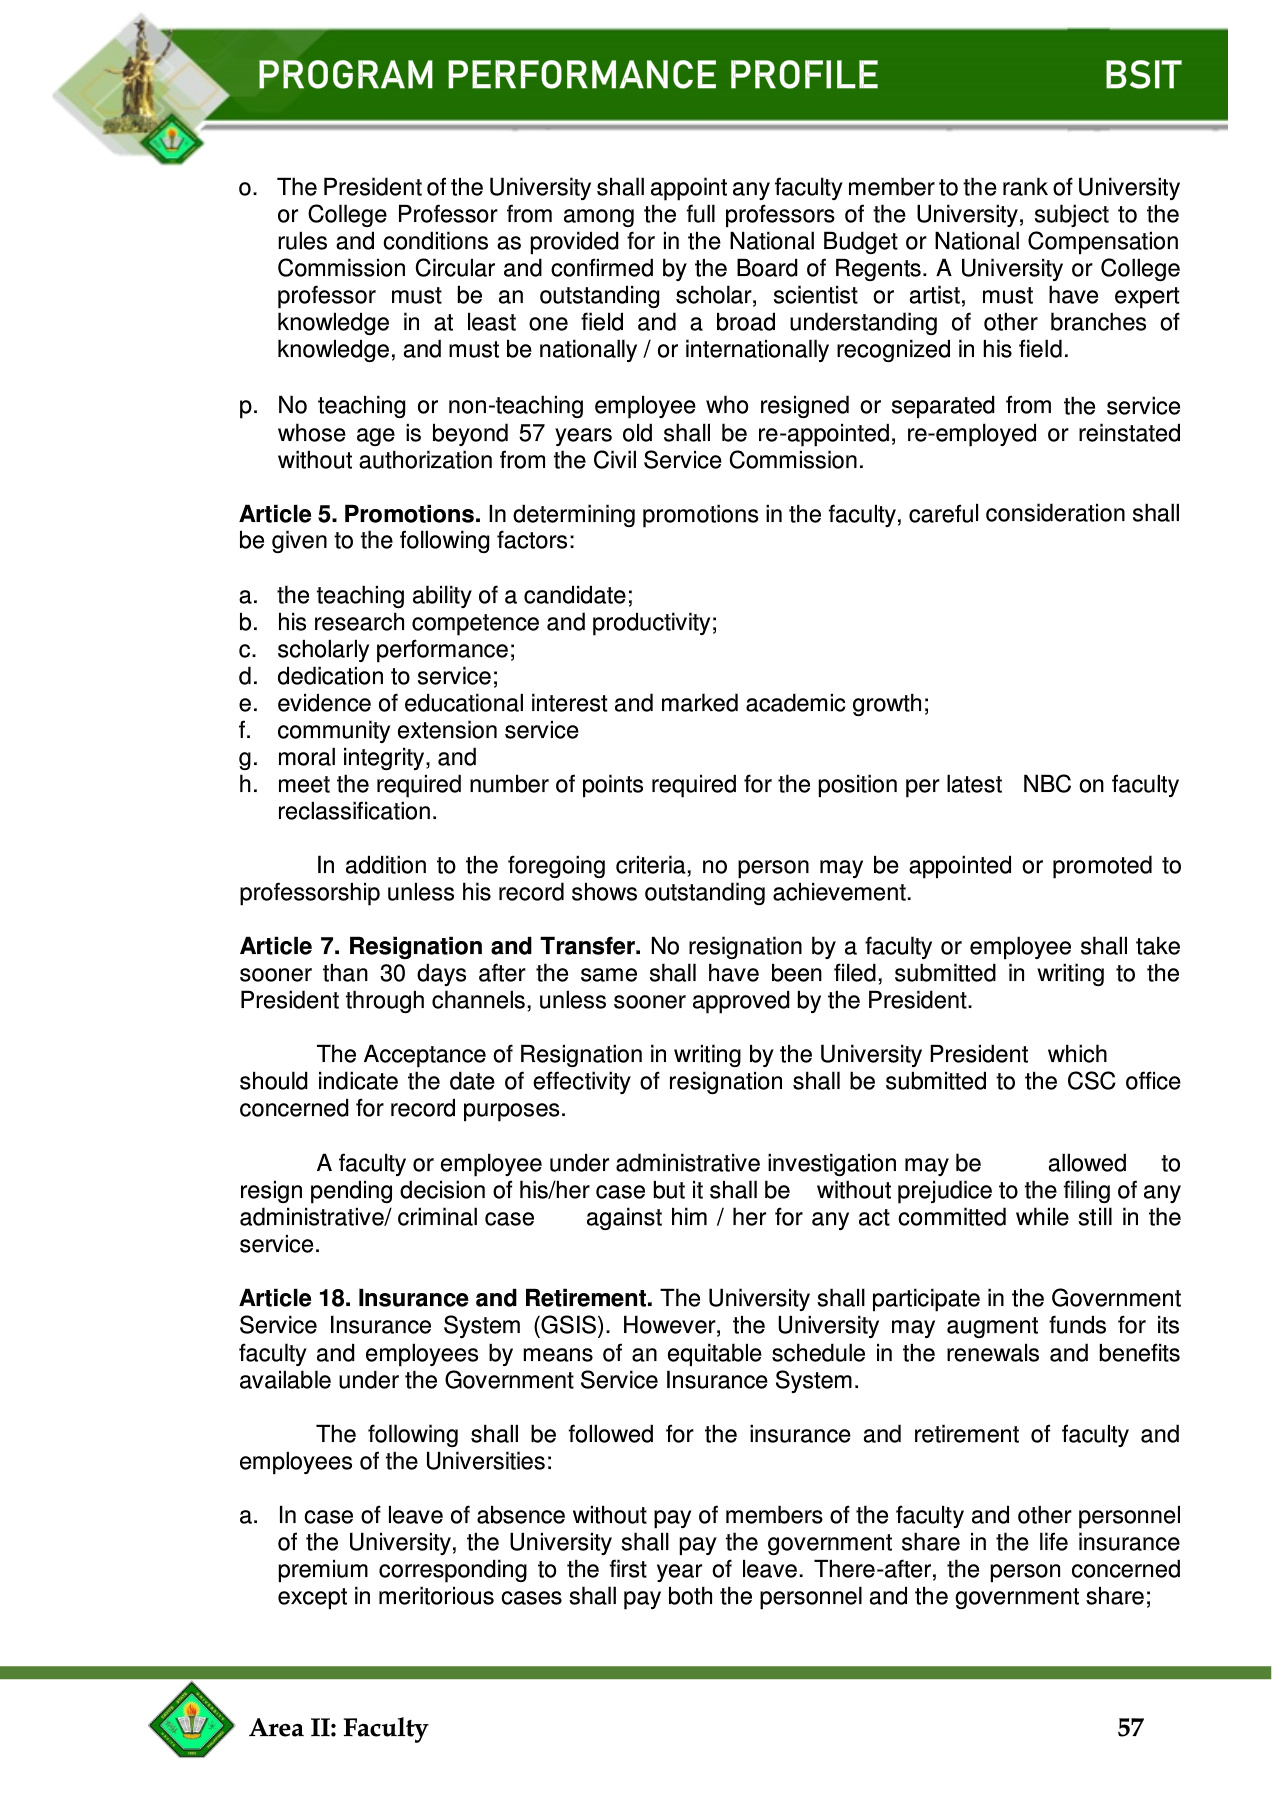 PROGRAM PERFORMANCE PROFILE BSIT
o. The President of the University shall appoint any faculty member to the rank of University
or College Professor from among the full professors of the University, subject to the
rules and conditions as provided for in the National Budget or National Compensation
Commission Circular and confirmed by the Board of Regents. A University or College
professor must be an outstanding scholar, scientist or artist, must have expert
knowledge in at least one field and a broad understanding of other branches of
knowledge, and must be nationally / or internationally recognized in his field.
p. No teaching or non-teaching employee who resigned or separated from the service
whose age is beyond 57 years old shall be re-appointed, re-employed or reinstated
without authorization from the Civil Service Commission.
Article 5. Promotions. In determining promotions in the faculty, careful consideration shall
be given to the following factors:
a. the teaching ability of a candidate;
b. his research competence and productivity;
c. scholarly performance;
d. dedication to service;
e. evidence of educational interest and marked academic growth;
f. community extension service
g. moral integrity, and
h. meet the required number of points required for the position per latest NBC on faculty
reclassification.
In addition to the foregoing criteria, no person may be appointed or promoted to
professorship unless his record shows outstanding achievement.
Article 7. Resignation and Transfer. No resignation by a faculty or employee shall take
sooner than 30 days after the same shall have been filed, submitted in writing to the
President through channels, unless sooner approved by the President.
The Acceptance of Resignation in writing by the University President which
should indicate the date of effectivity of resignation shall be submitted to the CSC office
concerned for record purposes.
A faculty or employee under administrative investigation may be allowed to
resign pending decision of his/her case but it shall be without prejudice to the filing of any
administrative/ criminal case against him / her for any act committed while still in the
service.
Article 18. Insurance and Retirement. The University shall participate in the Government
Service Insurance System (GSIS). However, the University may augment funds for its
faculty and employees by means of an equitable schedule in the renewals and benefits
available under the Government Service Insurance System.
The following shall be followed for the insurance and retirement of faculty and
employees of the Universities:
a. In case of leave of absence without pay of members of the faculty and other personnel
of the University, the University shall pay the government share in the life insurance
premium corresponding to the first year of leave. There-after, the person concerned
except in meritorious cases shall pay both the personnel and the government share;
Area II: Faculty 57